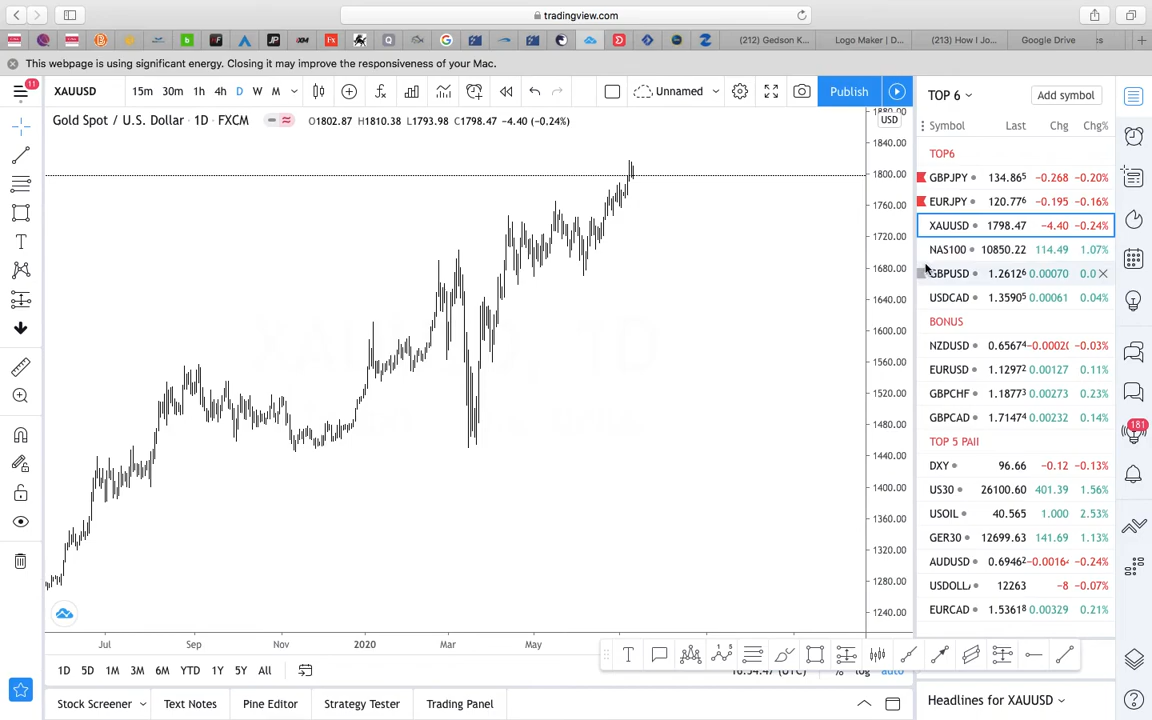 tradingview.com
(212) Gedson K...
Logo Maker | D...
(213) How I Jo...
Google Drive
This webpage is using significant energy. Closing it may improve the responsiveness of your Mac.
11
XAUUSD
15m 30m 1h 4h D W M
Unnamed
Publish
TOP 6
Add symbol
Gold Spot / U.S. Dollar · 1D · FXCM
O1802.87 H1810.38 L1793.98 C1798.47 −4.40 (−0.24%)
USD
Symbol Last Chg Chg%
TOP6
GBPJPY 134.865 −0.268 −0.20%
EURJPY 120.776 −0.195 −0.16%
XAUUSD 1798.47 −4.40 −0.24%
NAS100 10850.22 114.49 1.07%
GBPUSD 1.26126 0.00070 0.0
USDCAD 1.35905 0.00061 0.04%
BONUS
NZDUSD 0.65674 −0.0002 −0.03%
EURUSD 1.12972 0.00127 0.11%
GBPCHF 1.18773 0.00273 0.23%
GBPCAD 1.71474 0.00232 0.14%
TOP 5 PAII
DXY 96.66 −0.12 −0.13%
US30 26100.60 401.39 1.56%
USOIL 40.565 1.000 2.53%
GER30 12699.63 141.69 1.13%
AUDUSD 0.69462 −0.0016 −0.24%
USDOLL 12263 −8 −0.07%
EURCAD 1.53618 0.00329 0.21%
181
1880.00
1840.00
1800.00
1760.00
1720.00
1680.00
1640.00
1600.00
1560.00
1520.00
1480.00
1440.00
1400.00
1360.00
1320.00
1280.00
1240.00
XAUUSD, 1D
Jul Sep Nov 2020 Mar May
1D 5D 1M 3M 6M YTD 1Y 5Y All
% log auto
Stock Screener Text Notes Pine Editor Strategy Tester Trading Panel
Headlines for XAUUSD